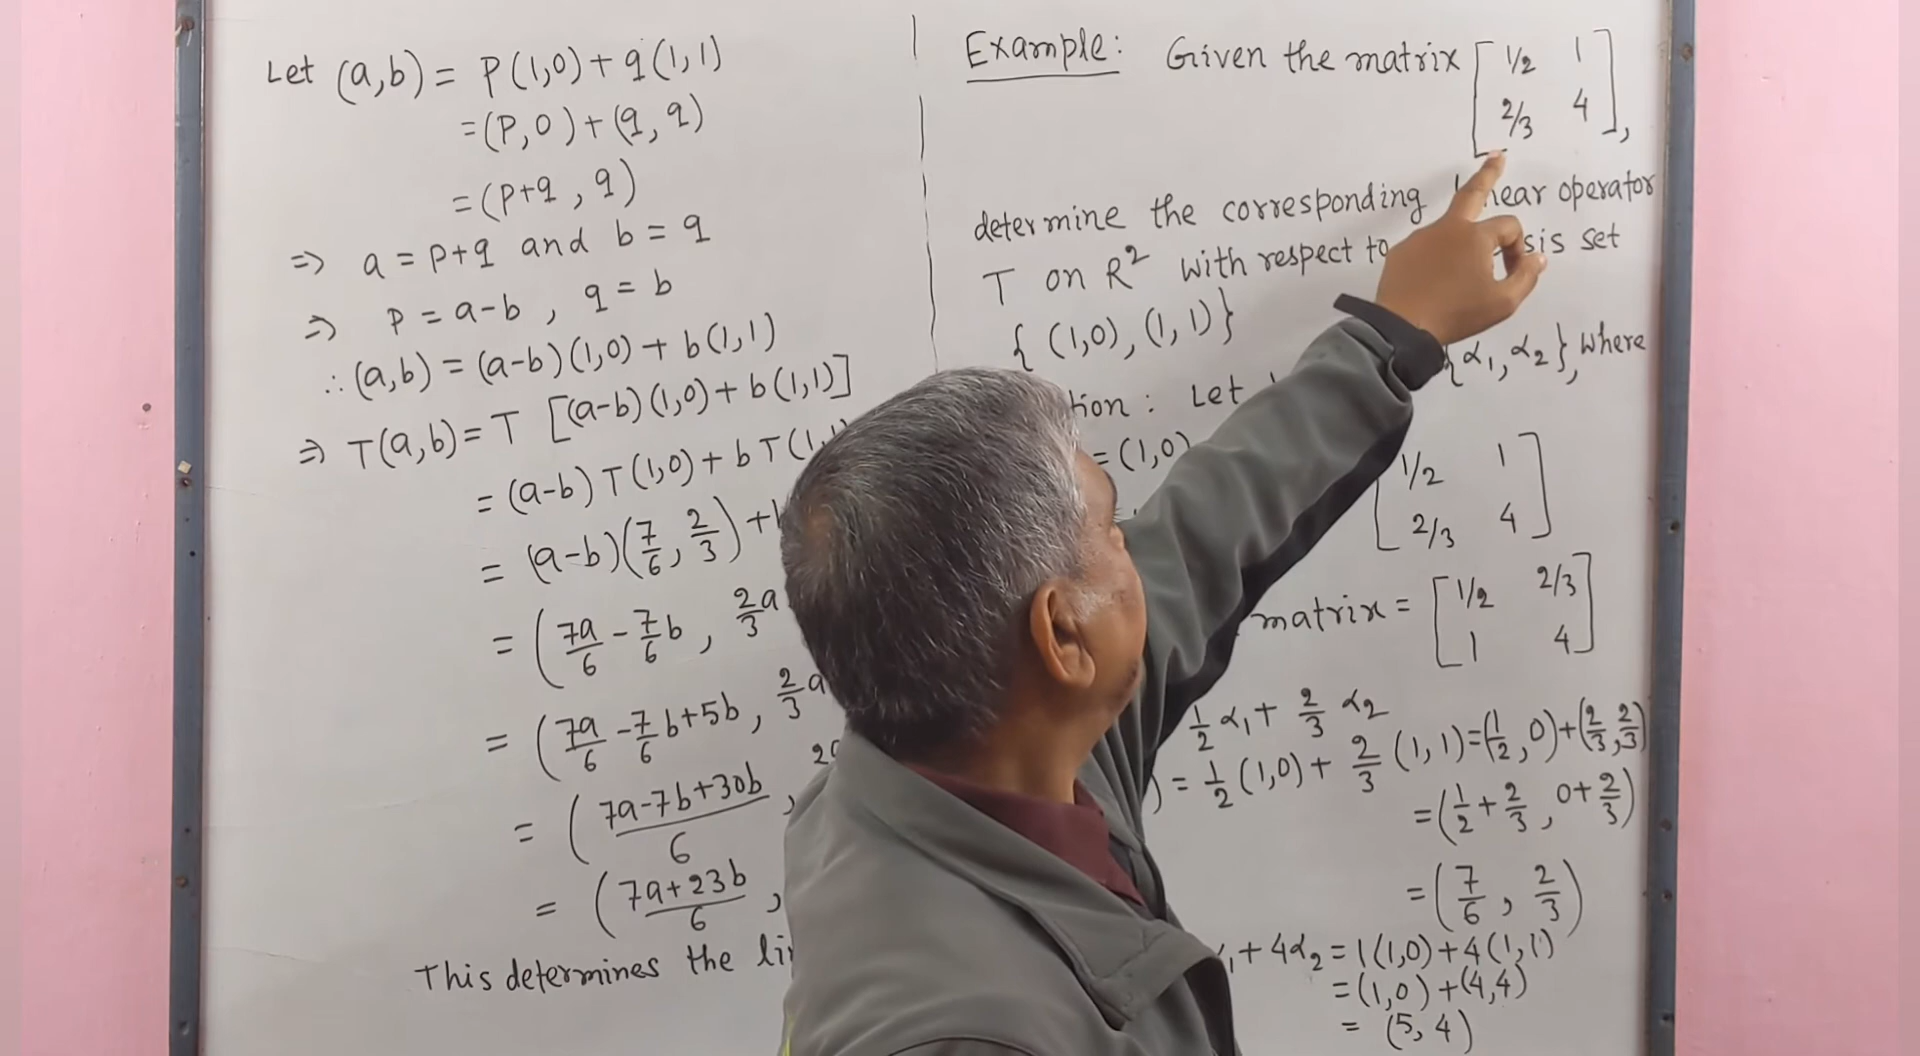 Let (a,b) = P(1,0) + q(1,1)
= (P,0) + (q,q)
= (P+q, q)
⇒ a = P+q and b = q
⇒ P = a-b, q = b
∴ (a,b) = (a-b)(1,0) + b(1,1)
⇒ T(a,b) = T [(a-b)(1,0) + b(1,1)]
= (a-b) T(1,0) + b T(1,1)
= (a-b)(7/6, 2/3) +
= (7a/6 - 7/6 b, 2/3 a
= (7a/6 - 7/6 b + 5b, 2/3 a
= (7a-7b+30b/6,
= (7a+23b/6,
This determines the
Example: Given the matrix [1/2 1
2/3 4],
determine the corresponding operator
T on R² with respect to set
{(1,0), (1,1)}
: Let {α₁, α₂}, where
= (1,0)
[1/2 1
2/3 4]
matrix = [1/2 2/3
1 4]
1/2 α₁ + 2/3 α₂
) = 1/2 (1,0) + 2/3 (1,1) = (1/2, 0) + (2/3, 2/3)
= (1/2 + 2/3, 0 + 2/3)
= (7/6, 2/3)
+ 4α₂ = 1(1,0) + 4(1,1)
= (1,0) + (4,4)
= (5,4)